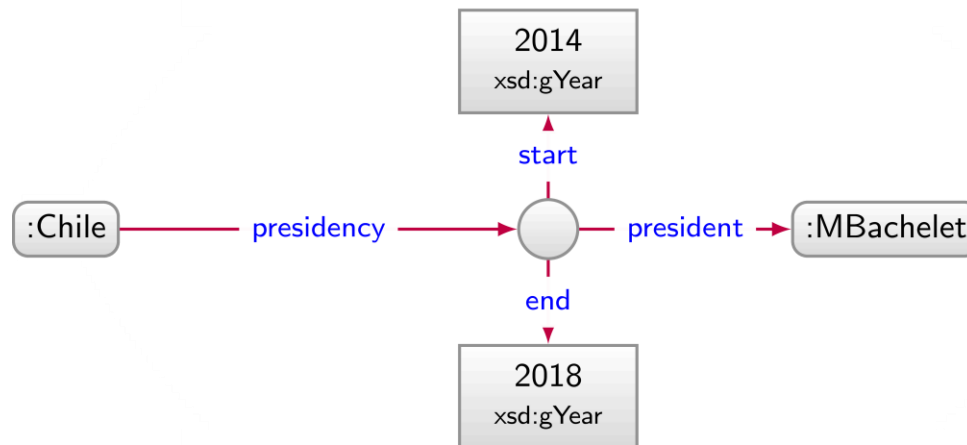 2014
xsd:gYear
start
:Chile
presidency
president
:MBachelet
end
2018
xsd:gYear